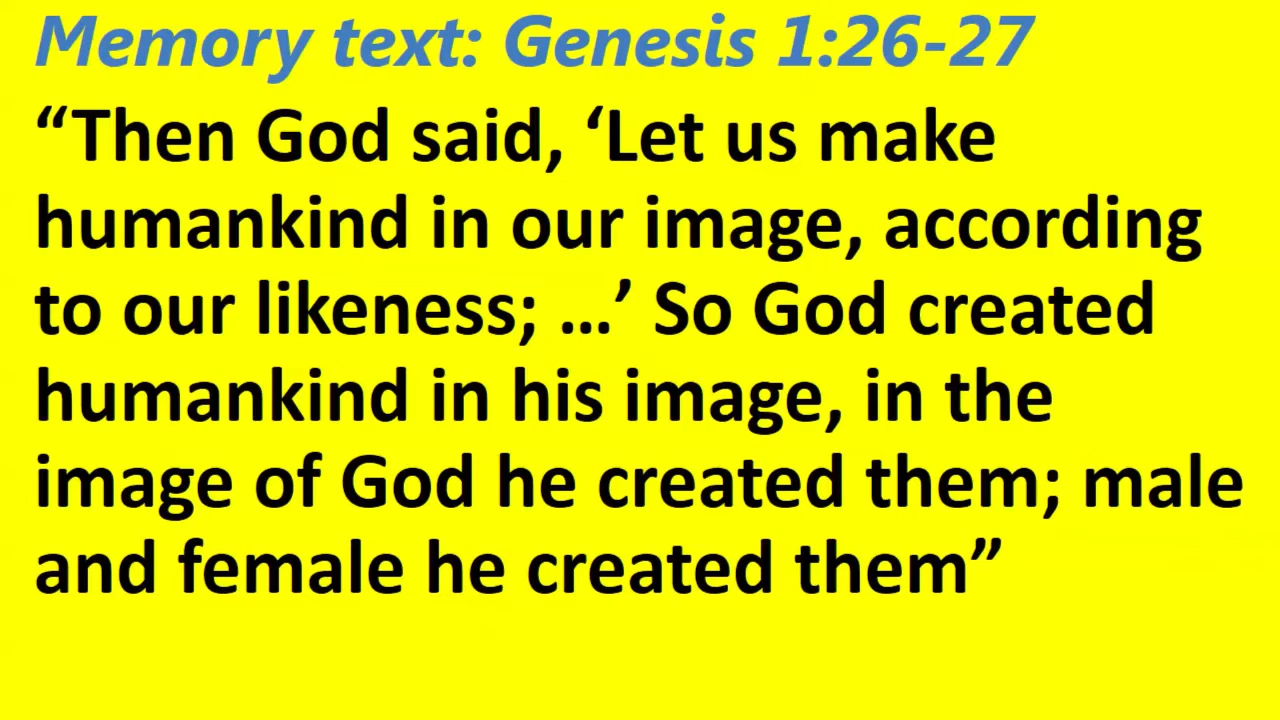 Memory text: Genesis 1:26-27
“Then God said, ‘Let us make
humankind in our image, according
to our likeness; …’ So God created
humankind in his image, in the
image of God he created them; male
and female he created them”